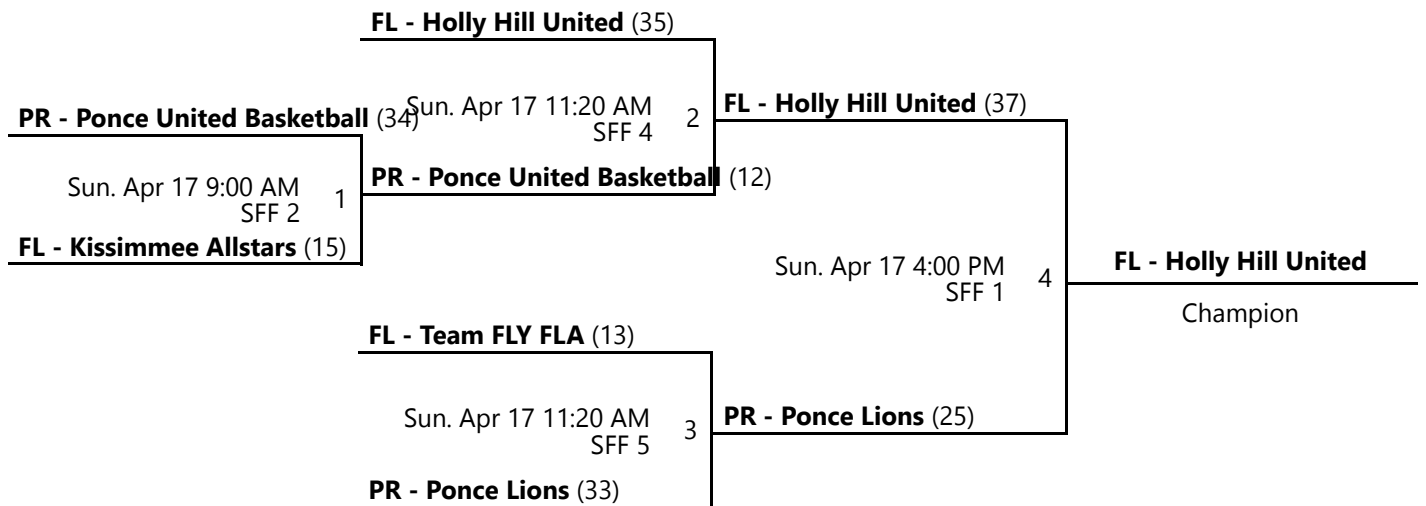 FL - Holly Hill United (35)
Sun. Apr 17 11:20 AM
SFF 4
2
FL - Holly Hill United (37)
PR - Ponce United Basketball (34)
Sun. Apr 17 9:00 AM
SFF 2
1
PR - Ponce United Basketball (12)
FL - Kissimmee Allstars (15)
Sun. Apr 17 4:00 PM
SFF 1
4
FL - Holly Hill United
Champion
FL - Team FLY FLA (13)
Sun. Apr 17 11:20 AM
SFF 5
3
PR - Ponce Lions (25)
PR - Ponce Lions (33)